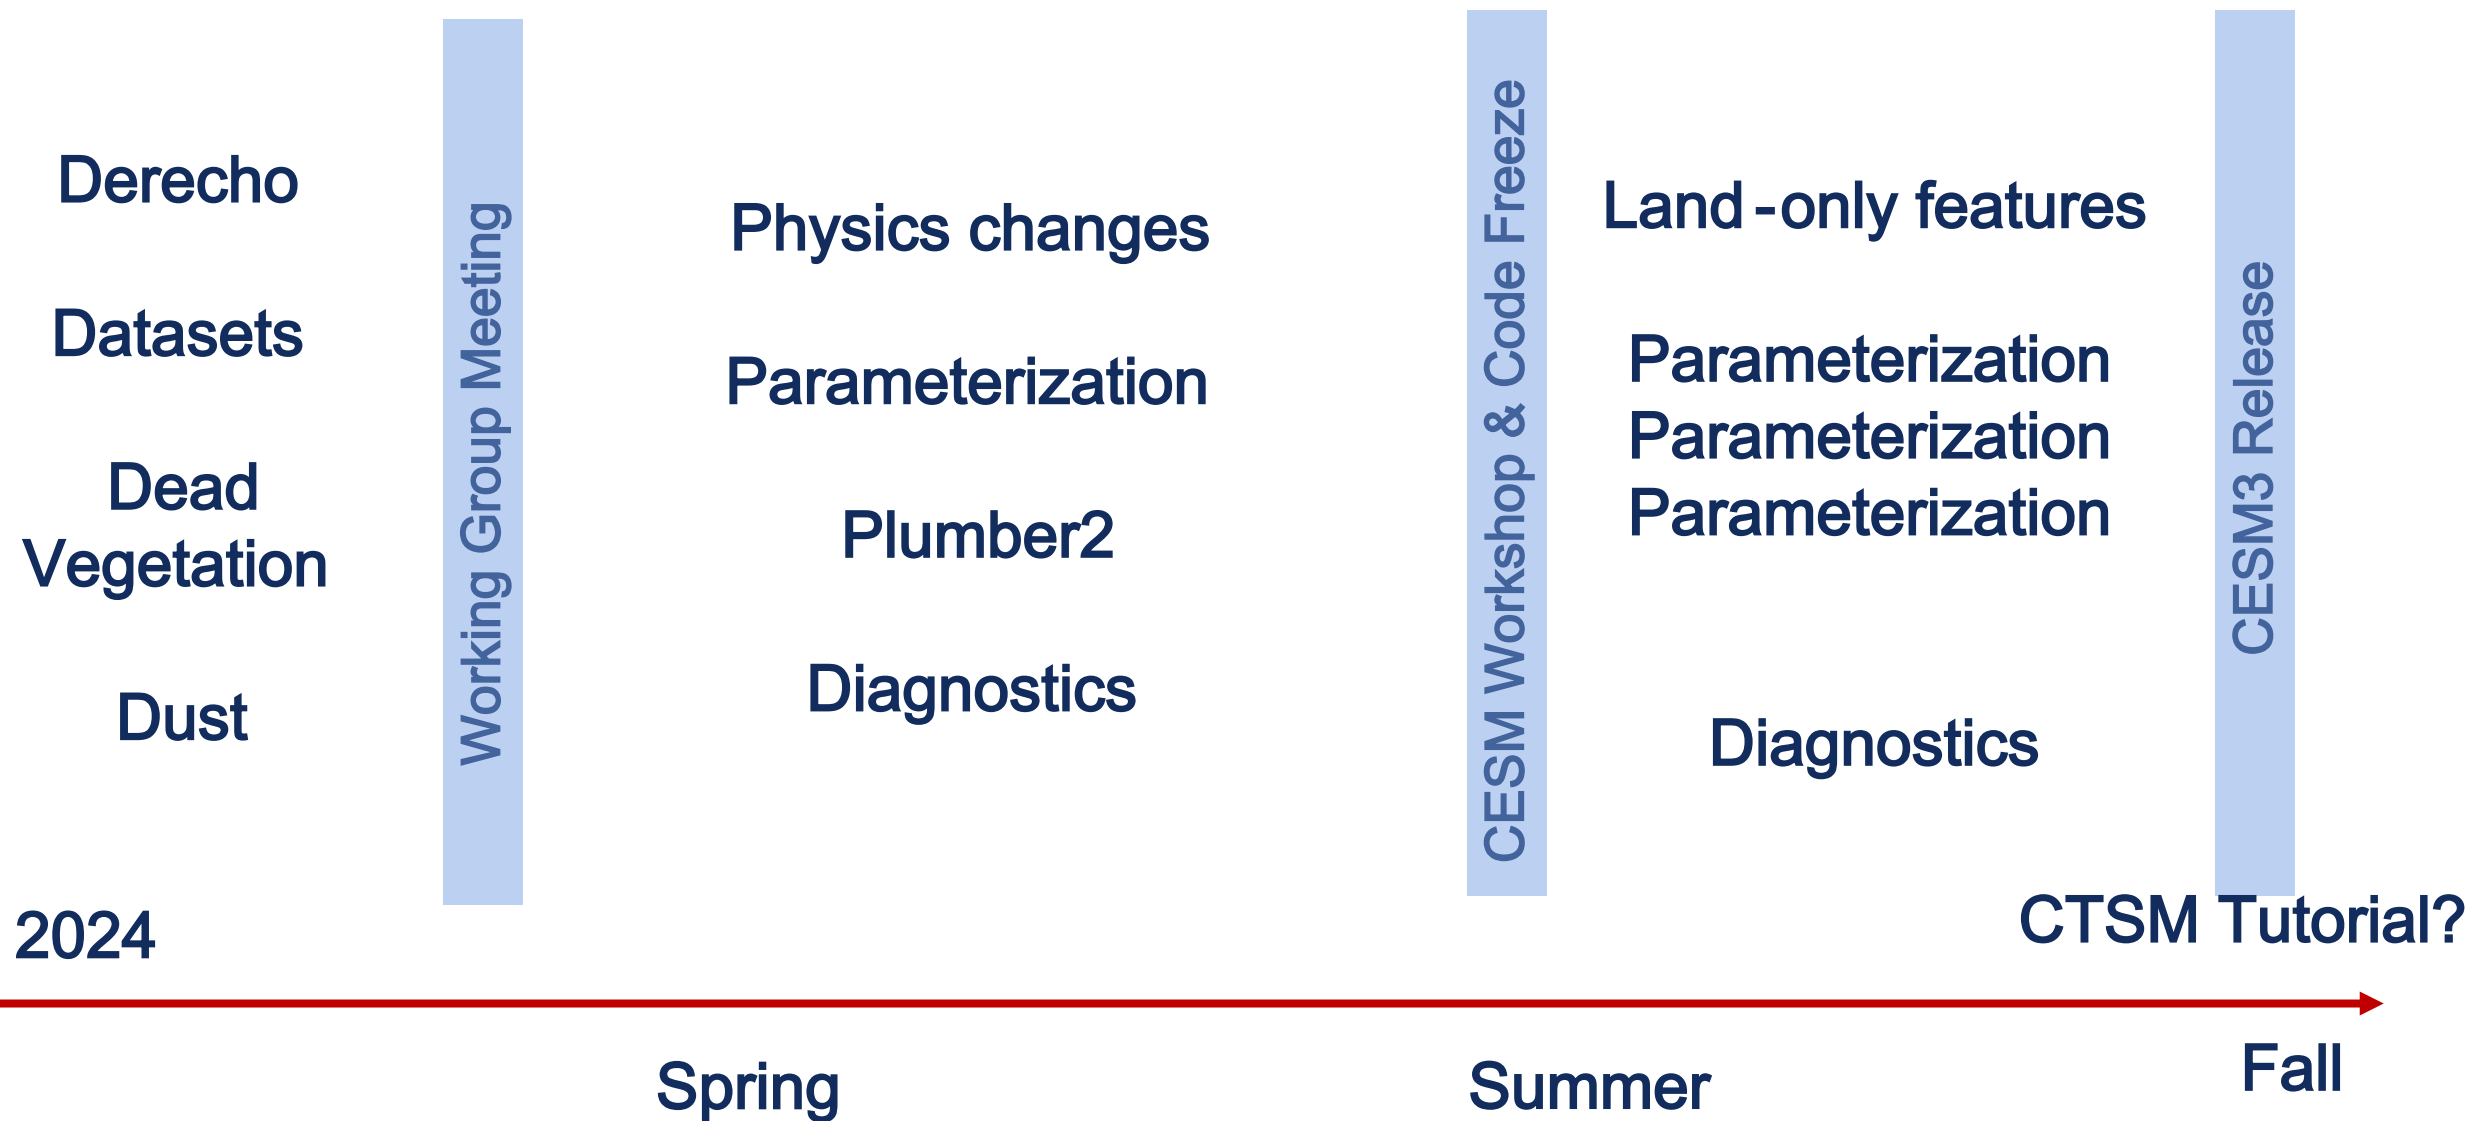 Derecho
Datasets
Dead
Vegetation
Dust
Working Group Meeting
Physics changes
Parameterization
Plumber2
Diagnostics
CESM Workshop & Code Freeze
Land-only features
Parameterization
Parameterization
Parameterization
Diagnostics
CESM3 Release
2024
CTSM Tutorial?
Spring
Summer
Fall